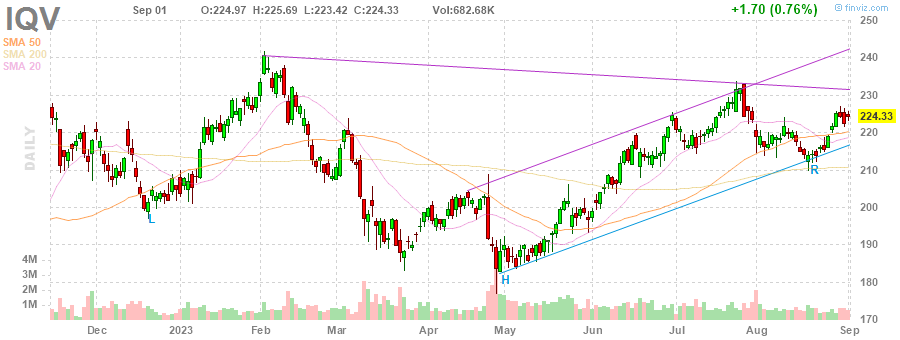 IQV Sep 01 O:224.97 H:225.69 L:223.42 C:224.33 Vol:682.68K +1.70 (0.76%) finviz.com
SMA 50
SMA 200
SMA 20
DAILY
250
240
230
224.33
220
210
200
190
180
170
4M
3M
2M
1M
L
H
R
Dec 2023 Feb Mar Apr May Jun Jul Aug Sep